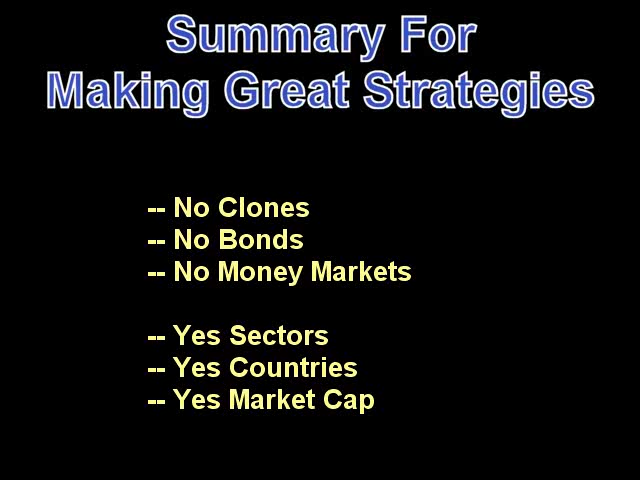 Summary For
Making Great Strategies
-- No Clones
-- No Bonds
-- No Money Markets
-- Yes Sectors
-- Yes Countries
-- Yes Market Cap